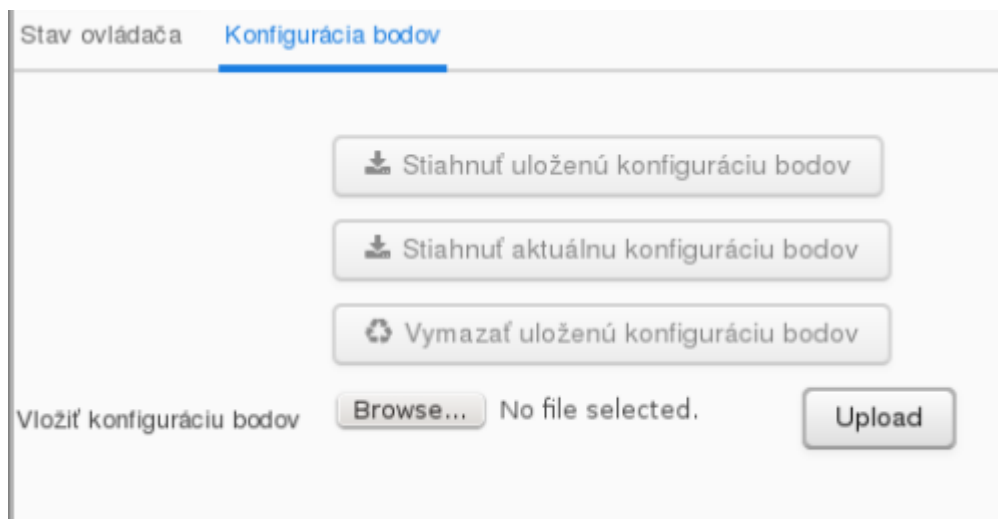 Stav ovládača Konfigurácia bodov
Stiahnuť uloženú konfiguráciu bodov
Stiahnuť aktuálnu konfiguráciu bodov
Vymazať uloženú konfiguráciu bodov
Vložiť konfiguráciu bodov Browse... No file selected. Upload